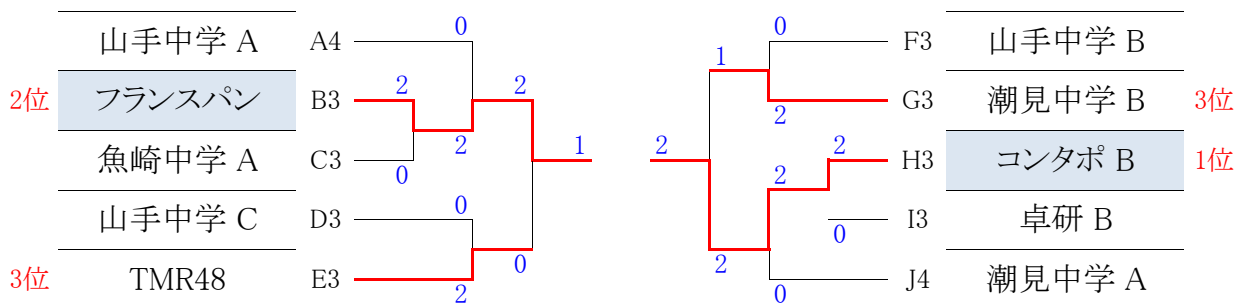 0 0
山手中学 A A4 F3 山手中学 B
1
2位 フランスパン B3 2 2 2 G3 潮見中学 B 3位
魚崎中学 A C3 0 2 1 2 2 2 H3 コンタポ B 1位
山手中学 C D3 0 0 I3 卓研 B
3位 TMR48 E3 2 0 2 0 J4 潮見中学 A